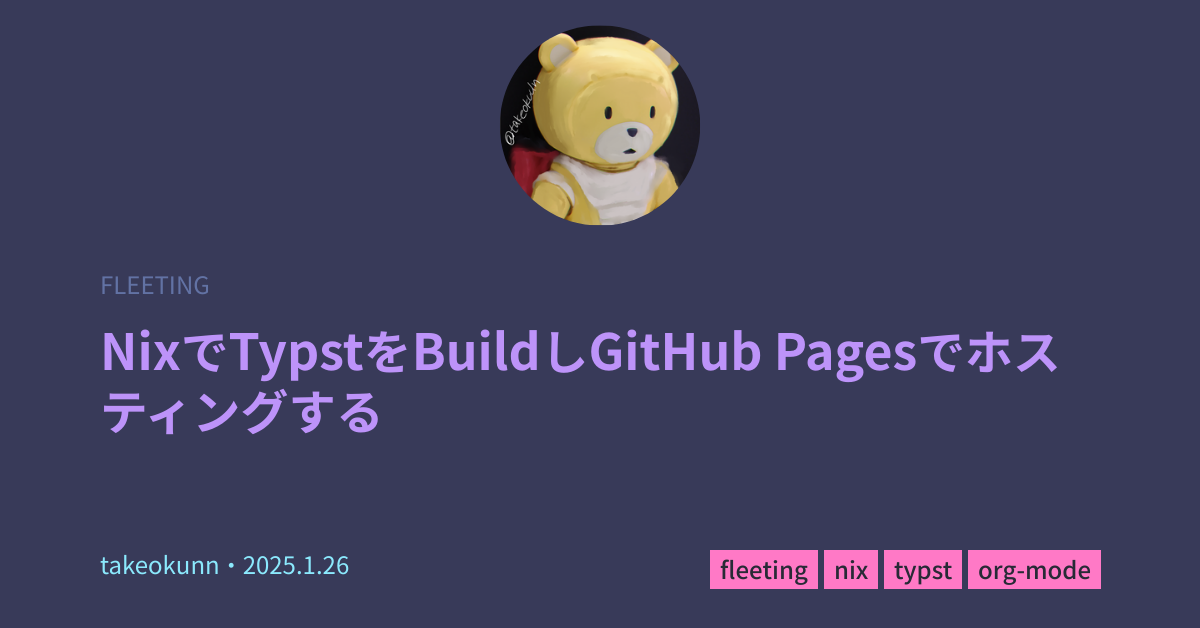 @takeokunn
FLEETING
NixでTypstをBuildしGitHub Pagesでホス
ティングする
takeokunn・2025.1.26
fleeting nix typst org-mode